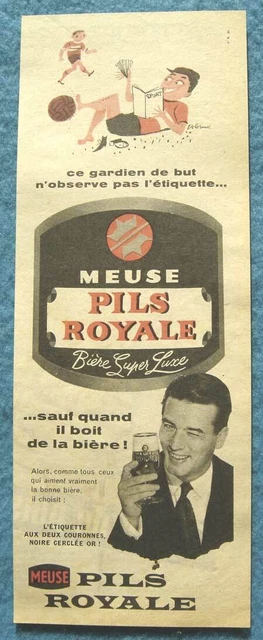 SPORT
ce gardien de but
n'observe pas l'étiquette...
MEUSE
PILS
ROYALE
Bière Super Luxe
...sauf quand
il boit
de la bière !
Alors, comme tous ceux
qui aiment vraiment
la bonne bière,
il choisit :
L'ÉTIQUETTE
AUX DEUX COURONNES,
NOIRE CERCLÉE OR !
MEUSE PILS
ROYALE